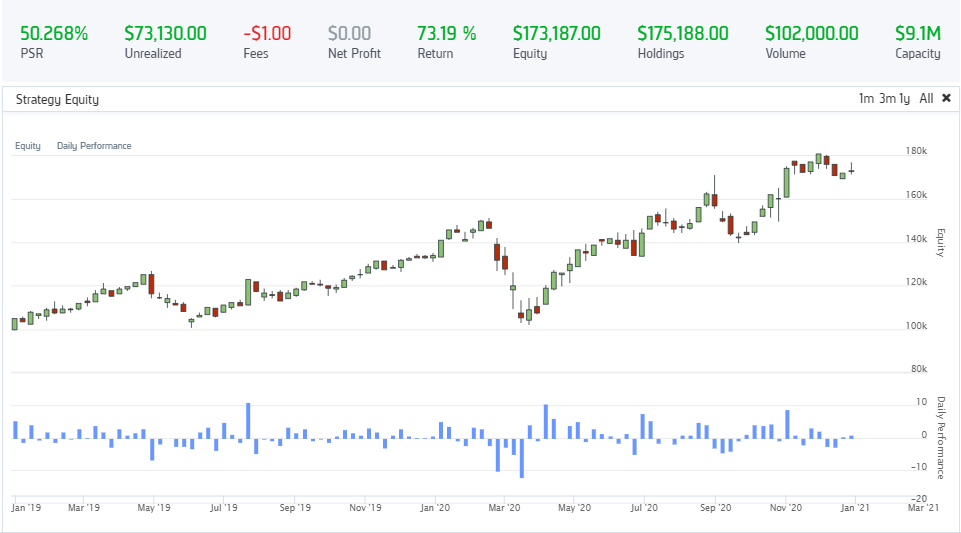 50.268% $73,130.00 -$1.00 $0.00 73.19 % $173,187.00 $175,188.00 $102,000.00 $9.1M
PSR Unrealized Fees Net Profit Return Equity Holdings Volume Capacity
Strategy Equity 1m 3m 1y All ✖
Equity Daily Performance
180k
160k
140k
120k
100k
80k
Equity
10
0
-10
-20
Daily Performance
Jan '19 Mar '19 May '19 Jul '19 Sep '19 Nov '19 Jan '20 Mar '20 May '20 Jul '20 Sep '20 Nov '20 Jan '21 Mar '21